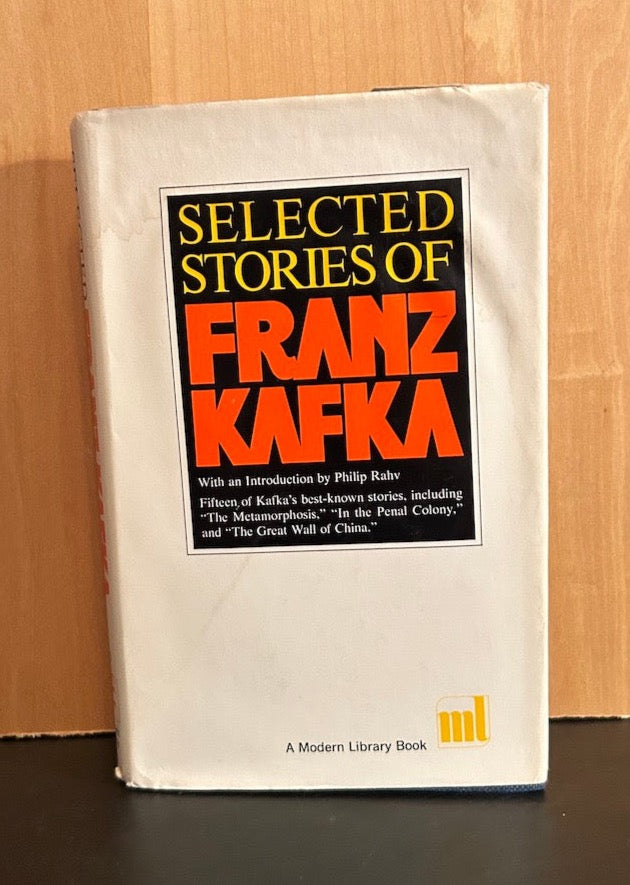 SELECTED
STORIES OF
FRANZ
KAFKA
With an Introduction by Philip Rahv
Fifteen of Kafka's best-known stories, including
"The Metamorphosis," "In the Penal Colony,"
and "The Great Wall of China."
ml
A Modern Library Book